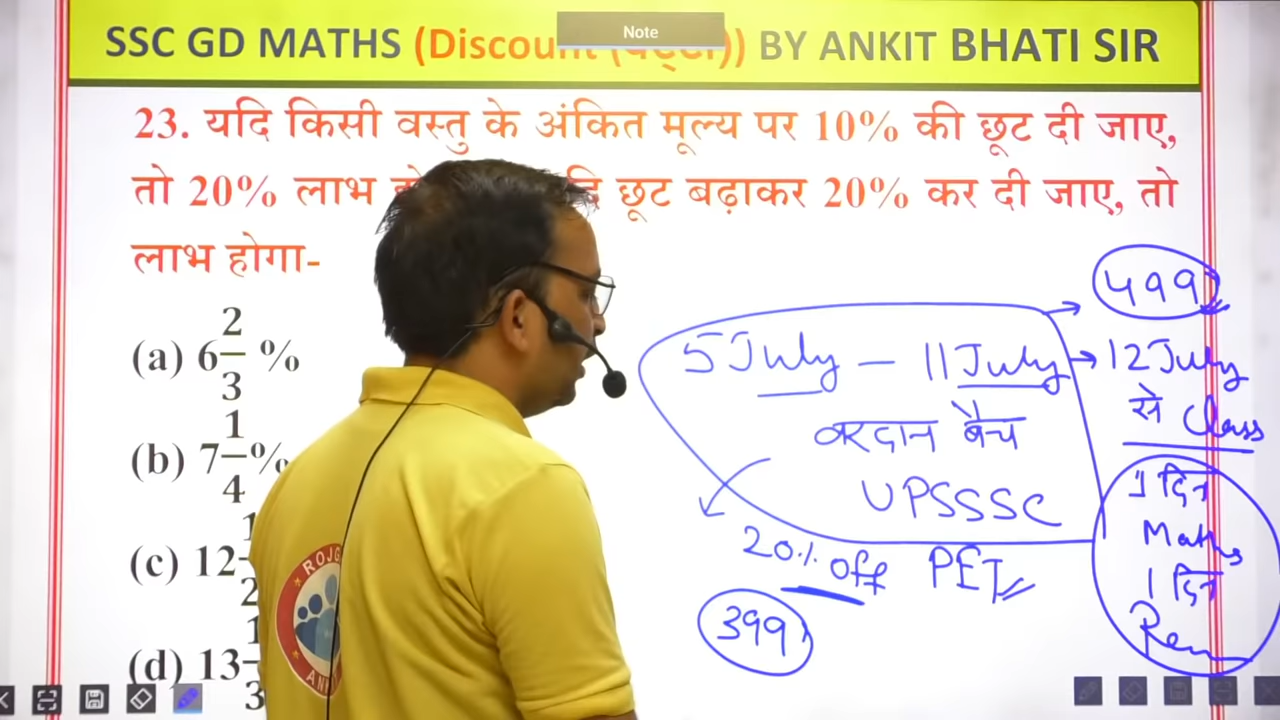 Note
SSC GD MATHS (Discount (बट्टा)) BY ANKIT BHATI SIR
23. यदि किसी वस्तु के अंकित मूल्य पर 10% की छूट दी जाए,
तो 20% लाभ छूट बढ़ाकर 20% कर दी जाए, तो
लाभ होगा-
(a) 6 2/3 %
(b) 7 1/4 %
(c) 12
(d) 13
499
5 July - 11 July
12 July
से Class
वरदान बैच
UPSSSC
PET
20% off
399
1 दिन
Maths
1 दिन
ROJG